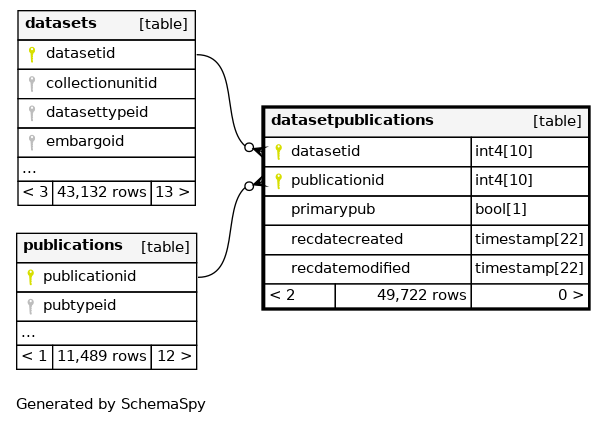 datasets [table]
datasetid
collectionunitid
datasettypeid
embargoid
...
< 3 43,132 rows 13 >
publications [table]
publicationid
pubtypeid
...
< 1 11,489 rows 12 >
datasetpublications [table]
datasetid int4[10]
publicationid int4[10]
primarypub bool[1]
recdatecreated timestamp[22]
recdatemodified timestamp[22]
< 2 49,722 rows 0 >
Generated by SchemaSpy